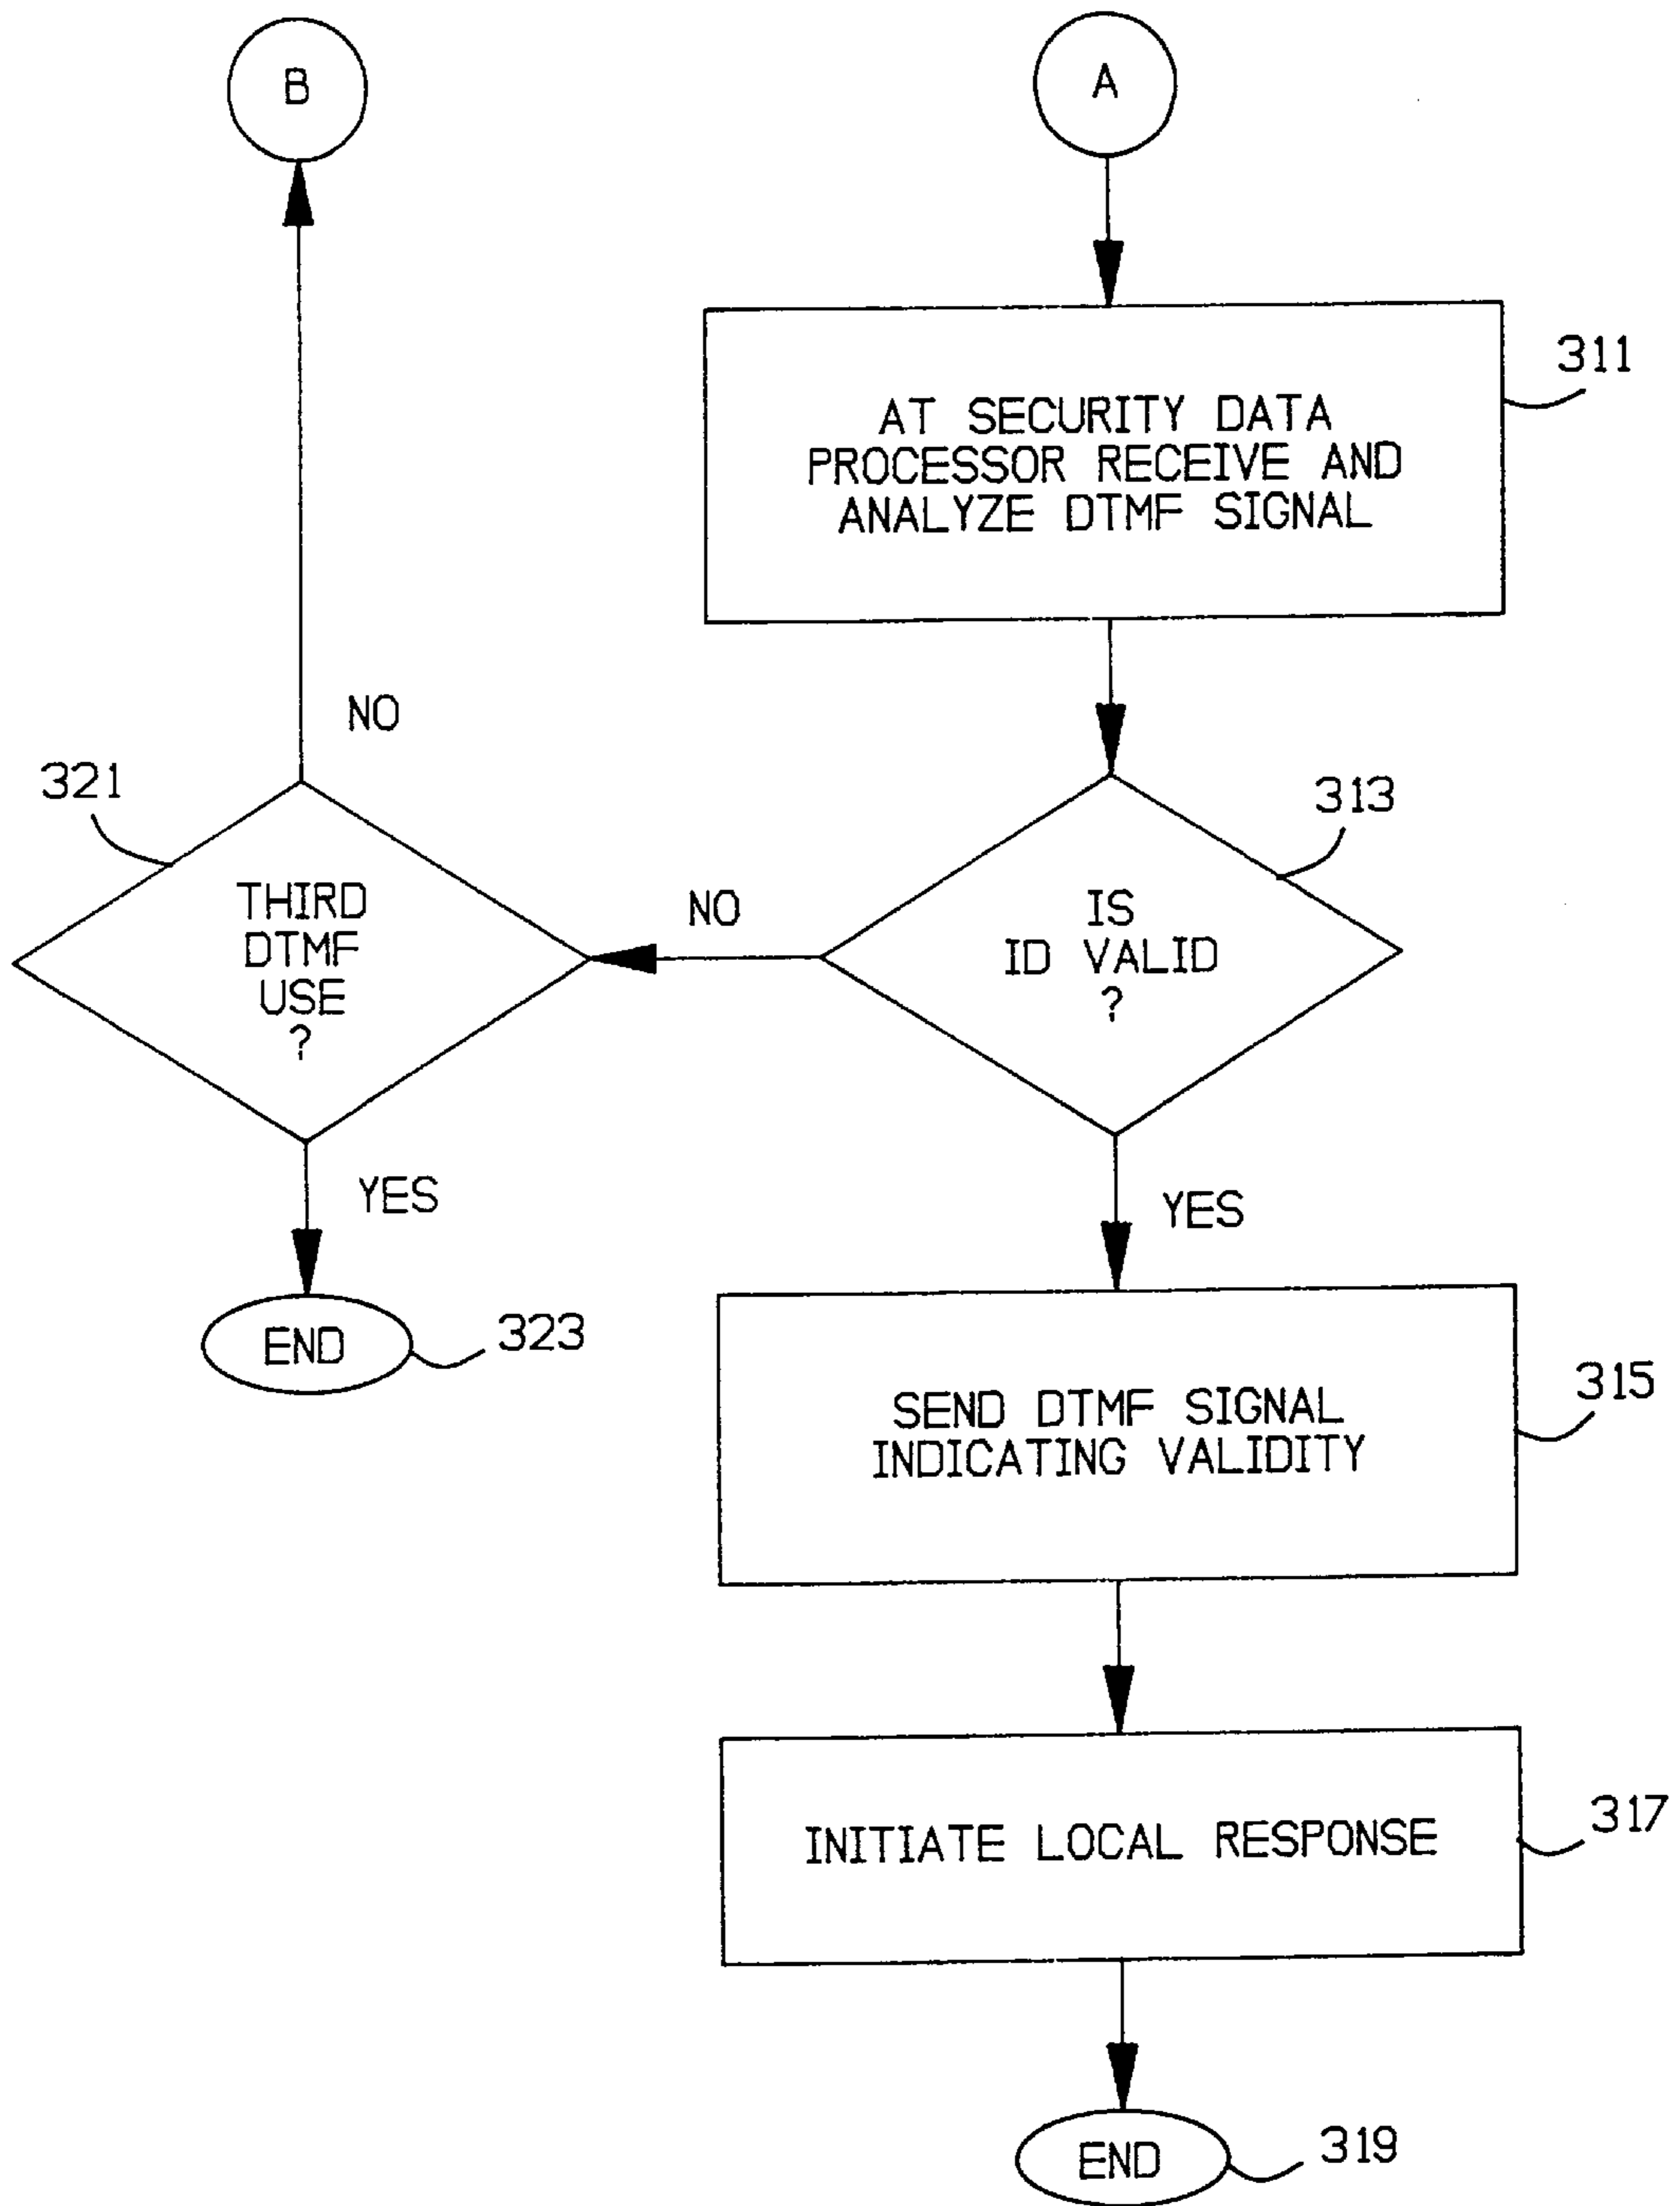 B
A
311
AT SECURITY DATA
PROCESSOR RECEIVE AND
ANALYZE DTMF SIGNAL
NO
321
313
THIRD
DTMF
USE
?
NO
IS
ID VALID
?
YES
YES
END
323
315
SEND DTMF SIGNAL
INDICATING VALIDITY
317
INITIATE LOCAL RESPONSE
END
319